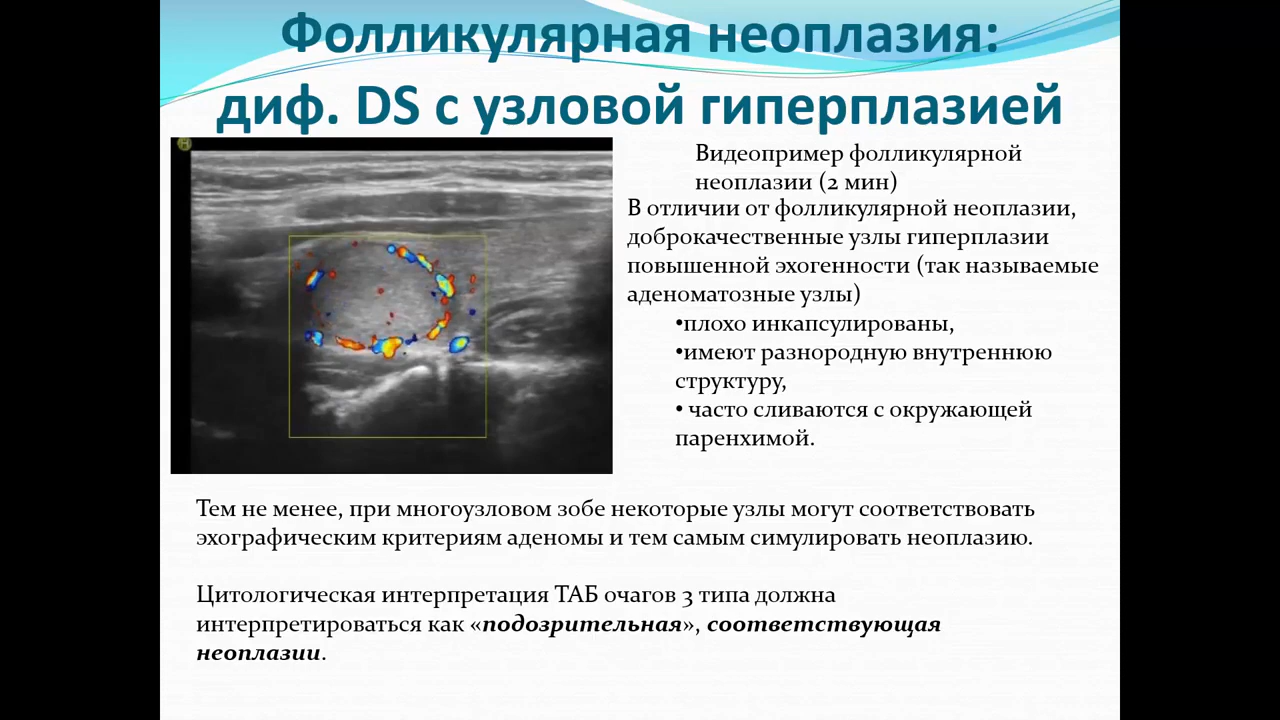 Фолликулярная неоплазия:
диф. DS с узловой гиперплазией
H
Видеопример фолликулярной
неоплазии (2 мин)
В отличии от фолликулярной неоплазии,
доброкачественные узлы гиперплазии
повышенной эхогенности (так называемые
аденоматозные узлы)
•плохо инкапсулированы,
•имеют разнородную внутреннюю
структуру,
• часто сливаются с окружающей
паренхимой.
Тем не менее, при многоузловом зобе некоторые узлы могут соответствовать
эхографическим критериям аденомы и тем самым симулировать неоплазию.
Цитологическая интерпретация ТАБ очагов 3 типа должна
интерпретироваться как «подозрительная», соответствующая
неоплазии.